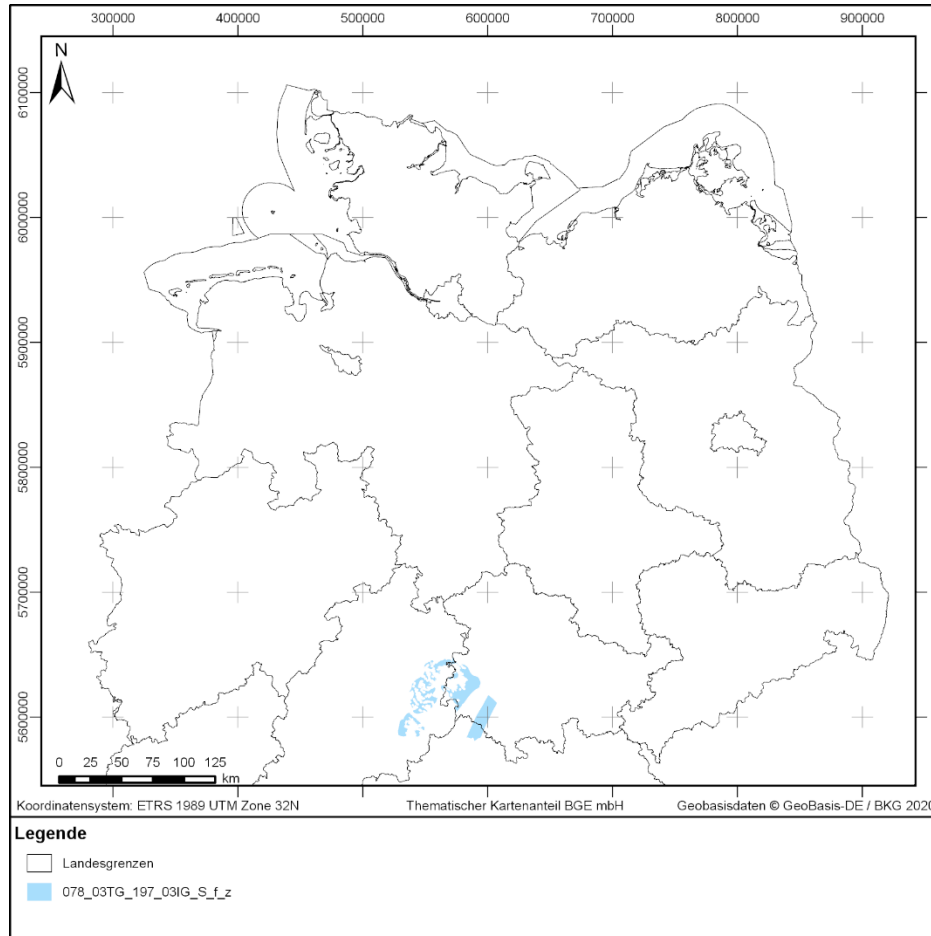 300000 400000 500000 600000 700000 800000 900000
N
6100000
6000000
5900000
5800000
5700000
5600000
0 25 50 75 100 125
km
Koordinatensystem: ETRS 1989 UTM Zone 32N Thematischer Kartenanteil BGE mbH Geobasisdaten © GeoBasis-DE / BKG 2020
Legende
Landesgrenzen
078_03TG_197_03IG_S_f_z